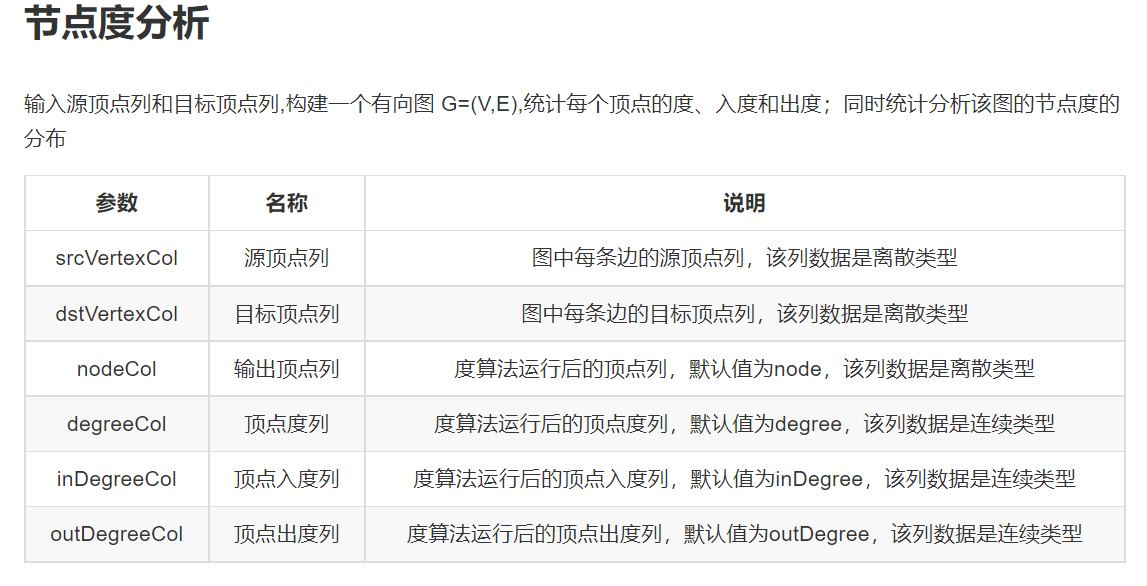 节点度分析
输入源顶点列和目标顶点列,构建一个有向图 G=(V,E),统计每个顶点的度、入度和出度；同时统计分析该图的节点度的
分布
参数 名称 说明
srcVertexCol 源顶点列 图中每条边的源顶点列，该列数据是离散类型
dstVertexCol 目标顶点列 图中每条边的目标顶点列，该列数据是离散类型
nodeCol 输出顶点列 度算法运行后的顶点列，默认值为node，该列数据是离散类型
degreeCol 顶点度列 度算法运行后的顶点度列，默认值为degree，该列数据是连续类型
inDegreeCol 顶点入度列 度算法运行后的顶点入度列，默认值为inDegree，该列数据是连续类型
outDegreeCol 顶点出度列 度算法运行后的顶点出度列，默认值为outDegree，该列数据是连续类型